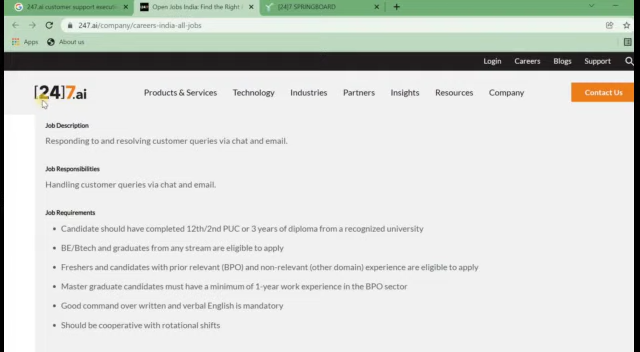 247.ai customer support executi
Open Jobs India: Find the Right
[24]7 SPRINGBOARD
247.ai/company/careers-india-all-jobs
Apps
About us
Login Careers Blogs Support
[24]7.ai
Products & Services Technology Industries Partners Insights Resources Company
Contact Us
Job Description
Responding to and resolving customer queries via chat and email.
Job Responsibilities
Handling customer queries via chat and email.
Job Requirements
• Candidate should have completed 12th/2nd PUC or 3 years of diploma from a recognized university
• BE/Btech and graduates from any stream are eligible to apply
• Freshers and candidates with prior relevant (BPO) and non-relevant (other domain) experience are eligible to apply
• Master graduate candidates must have a minimum of 1-year work experience in the BPO sector
• Good command over written and verbal English is mandatory
• Should be cooperative with rotational shifts